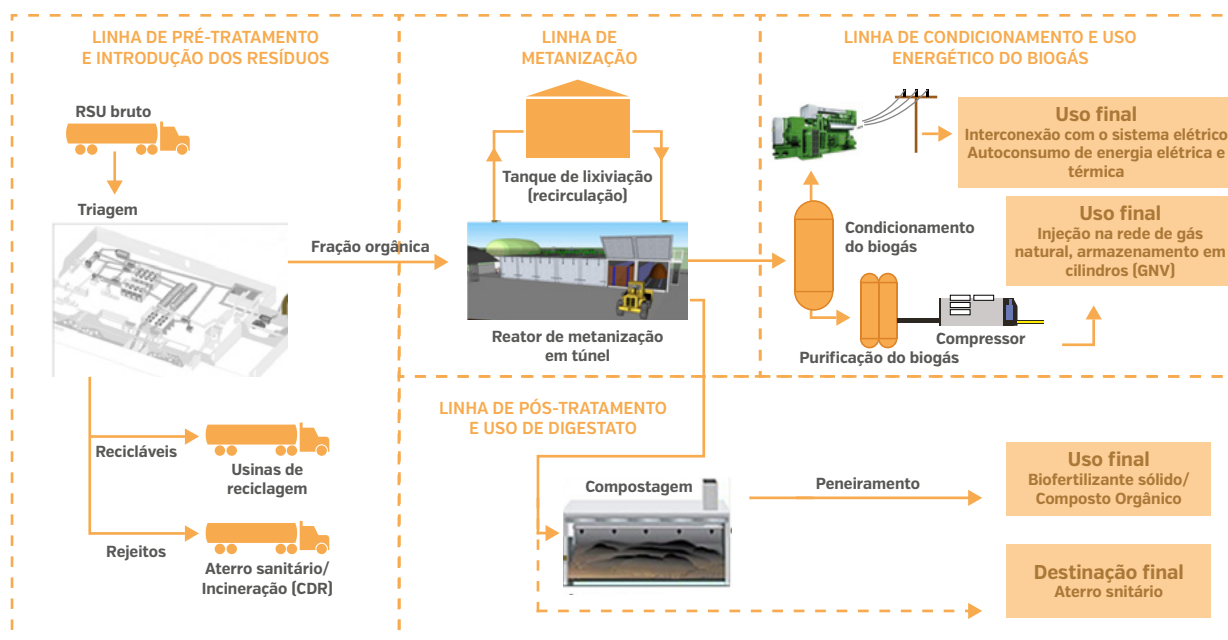 LINHA DE PRÉ-TRATAMENTO
E INTRODUÇÃO DOS RESÍDUOS
RSU bruto
Triagem
Fração orgânica
Recicláveis
Usinas de
reciclagem
Rejeitos
Aterro sanitário/
Incineração (CDR)
LINHA DE
METANIZAÇÃO
Tanque de lixiviação
(recirculação)
Reator de metanização
em túnel
LINHA DE CONDICIONAMENTO E USO
ENERGÉTICO DO BIOGÁS
Uso final
Interconexão com o sistema elétrico
Autoconsumo de energia elétrica e
térmica
Condicionamento
do biogás
Uso final
Injeção na rede de gás
natural, armazenamento em
cilindros (GNV)
Compressor
Purificação do biogás
LINHA DE PÓS-TRATAMENTO
E USO DE DIGESTATO
Compostagem
Peneiramento
Uso final
Biofertilizante sólido/
Composto Orgânico
Destinação final
Aterro snitário